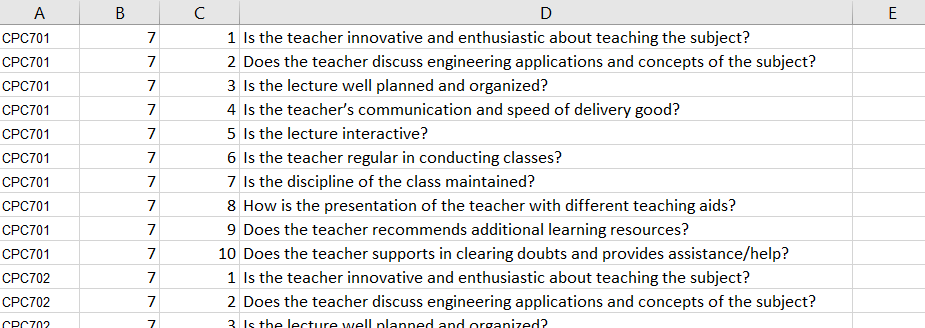 A B C D E
CPC701 7 1 Is the teacher innovative and enthusiastic about teaching the subject?
CPC701 7 2 Does the teacher discuss engineering applications and concepts of the subject?
CPC701 7 3 Is the lecture well planned and organized?
CPC701 7 4 Is the teacher’s communication and speed of delivery good?
CPC701 7 5 Is the lecture interactive?
CPC701 7 6 Is the teacher regular in conducting classes?
CPC701 7 7 Is the discipline of the class maintained?
CPC701 7 8 How is the presentation of the teacher with different teaching aids?
CPC701 7 9 Does the teacher recommends additional learning resources?
CPC701 7 10 Does the teacher supports in clearing doubts and provides assistance/help?
CPC702 7 1 Is the teacher innovative and enthusiastic about teaching the subject?
CPC702 7 2 Does the teacher discuss engineering applications and concepts of the subject?
CPC702 7 3 Is the lecture well planned and organized?